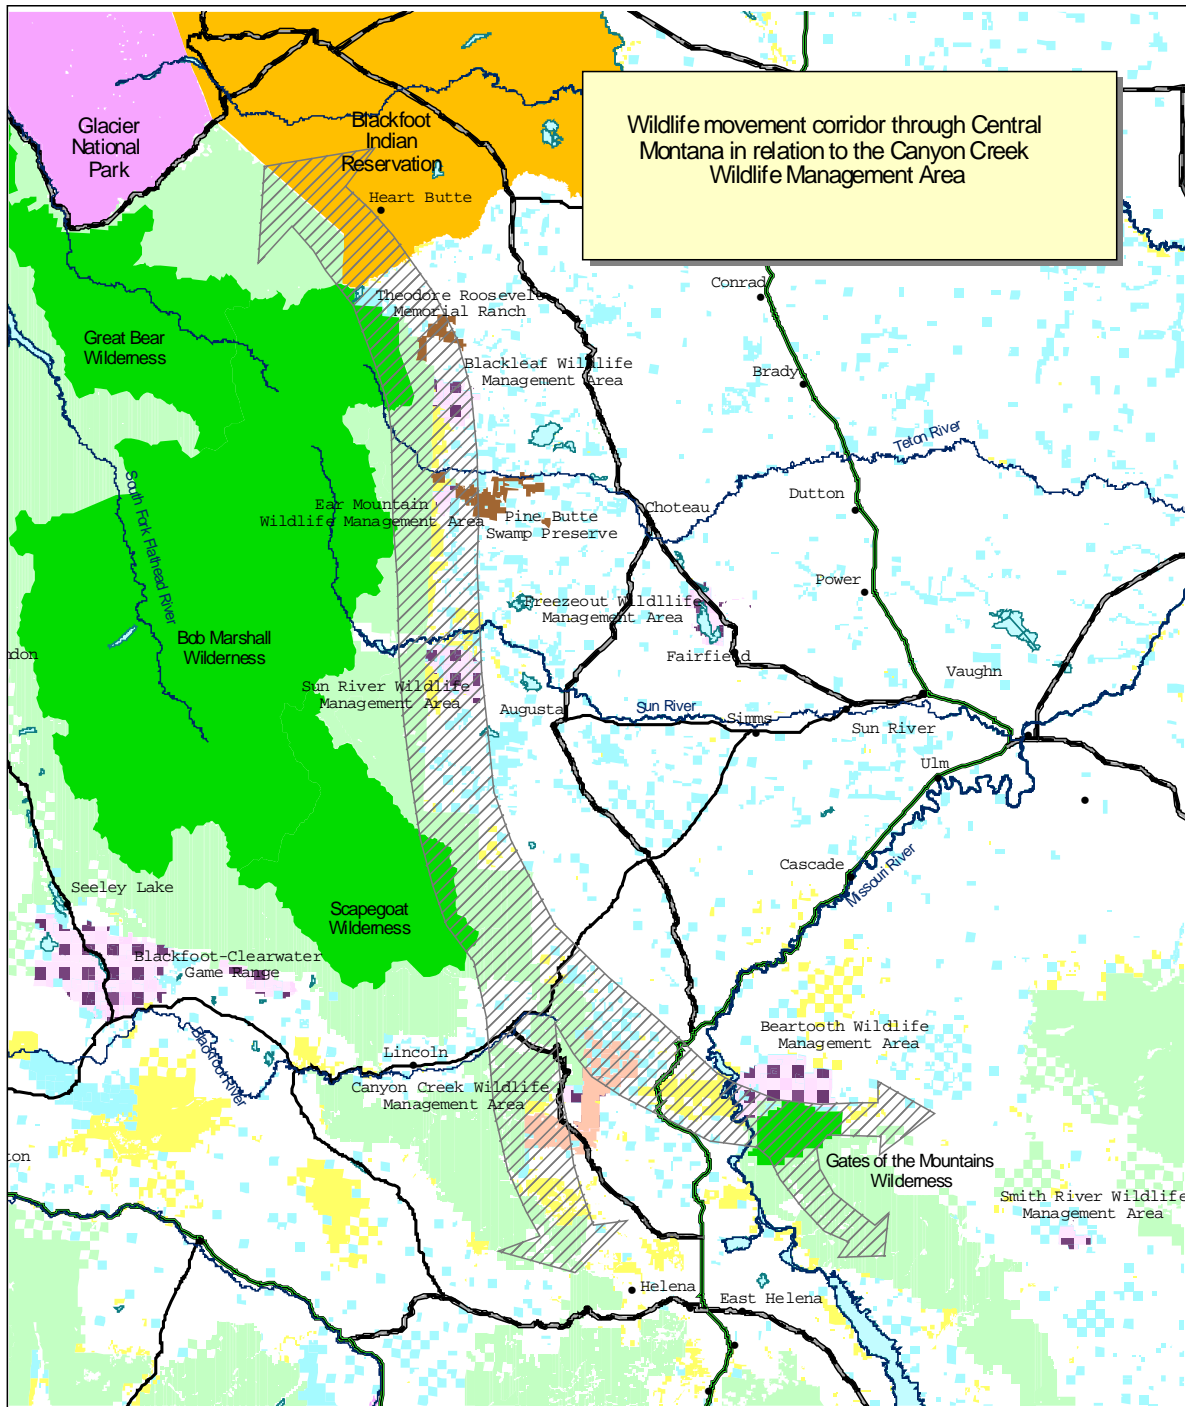 Glacier
National
Park
Blackfoot
Indian
Reservation
Heart Butte
Wildlife movement corridor through Central
Montana in relation to the Canyon Creek
Wildlife Management Area
Conrad
Theodore Roosevelt
Memorial Ranch
Great Bear
Wilderness
Blackleaf Wildlife
Management Area
Brady
Teton River
South Fork Flathead River
Ear Mountain
Wildlife Management Area
Pine Butte
Swamp Preserve
Choteau
Dutton
Power
Freezeout Wildllife
Management Area
Fairfield
Bob Marshall
Wilderness
ndon
Sun River Wildlife
Management Area
Augusta
Sun River
Simms
Vaughn
Sun River
Ulm
Cascade
Missouri River
Seeley Lake
Scapegoat
Wilderness
Blackfoot-Clearwater
Game Range
Blackfoot River
Lincoln
Beartooth Wildlife
Management Area
Canyon Creek Wildlife
Management Area
ton
Gates of the Mountains
Wilderness
Smith River Wildlife
Management Area
Helena
East Helena